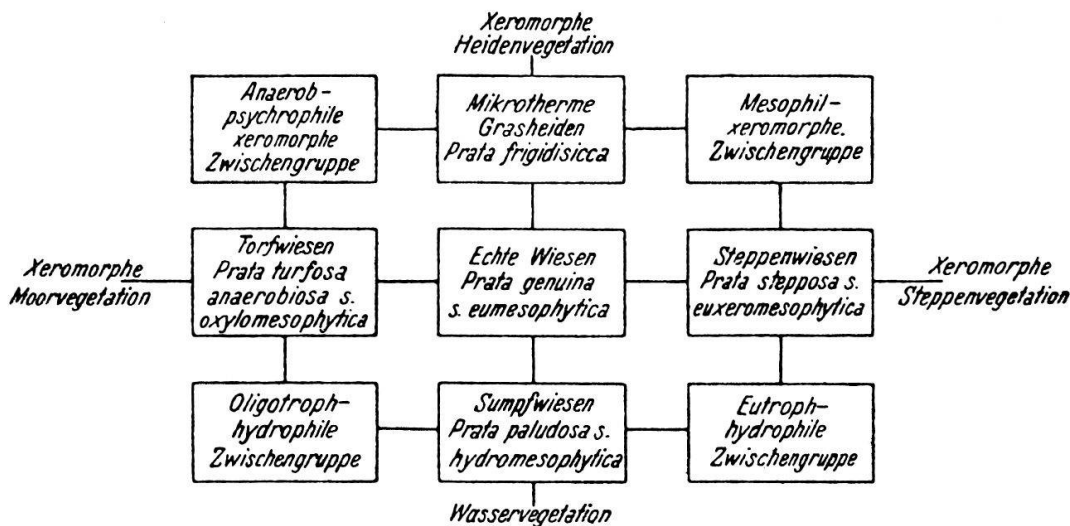 Xeromorphe
Heidenvegetation
Anaerob-
psychrophile
xeromorphe
Zwischengruppe
Mikrotherme
Grasheiden
Prata frigidisicca
Mesophil-
xeromorphe.
Zwischengruppe
Xeromorphe
Moorvegetation
Torfwiesen
Prata turfosa
anaerobiosa s.
oxylomesophytica
Echte Wiesen
Prata genuina
s. eumesophytica
Steppenwiesen
Prata stepposa s.
euxeromesophytica
Xeromorphe
Steppenvegetation
Oligotroph-
hydrophile
Zwischengruppe
Sumpfwiesen
Prata paludosa s.
hydromesophytica
Eutroph-
hydrophile
Zwischengruppe
Wasservegetation